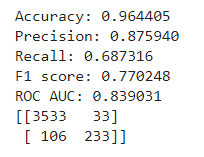 Accuracy: 0.964405
Precision: 0.875940
Recall: 0.687316
F1 score: 0.770248
ROC AUC: 0.839031
[[3533   33]
 [ 106  233]]